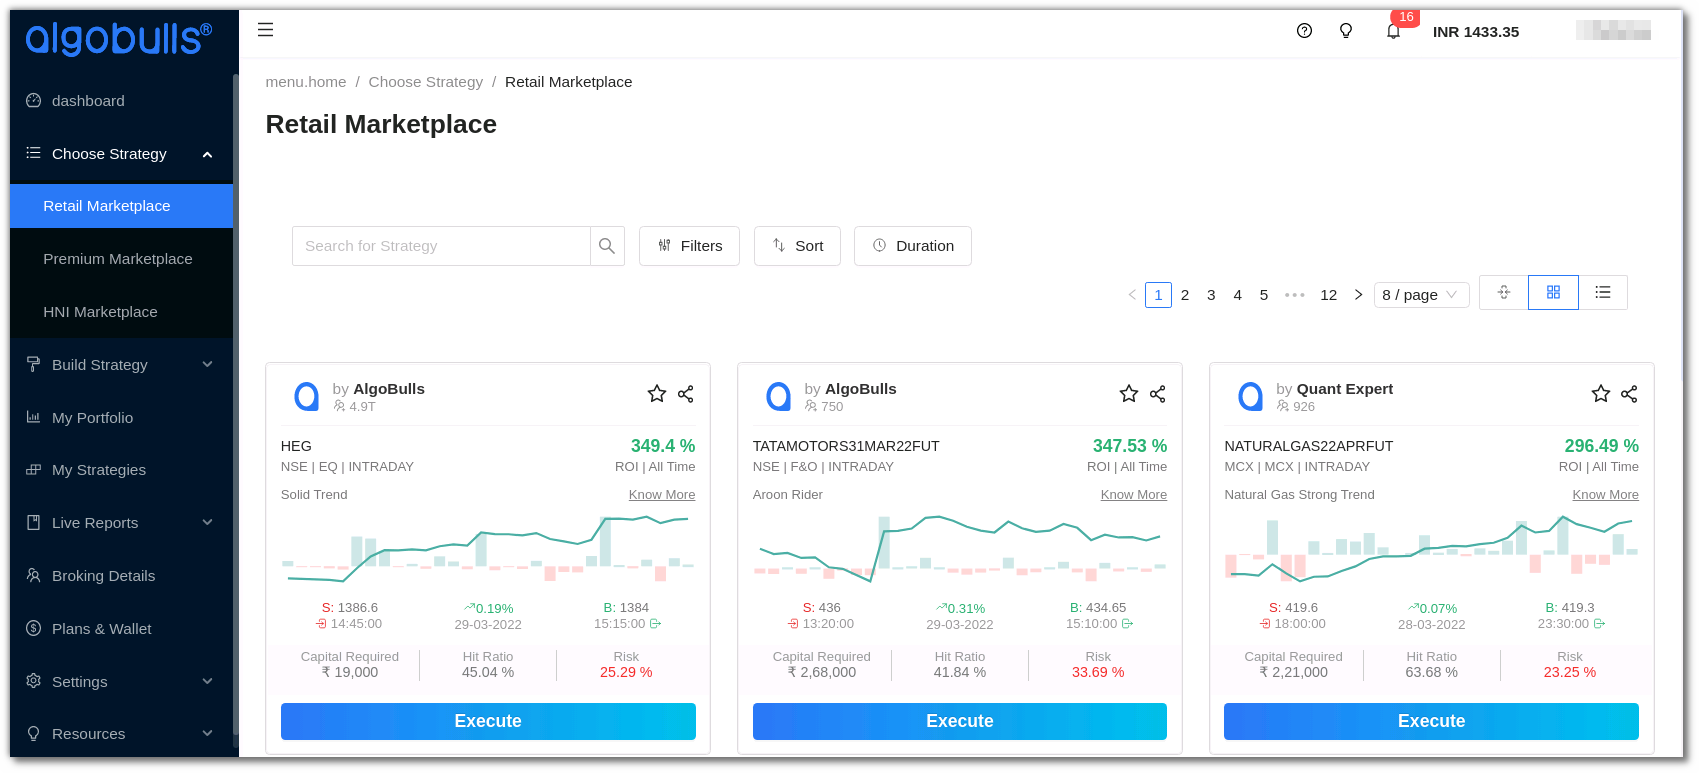 algobulls®
16
INR 1433.35
dashboard
Choose Strategy
Retail Marketplace
Premium Marketplace
HNI Marketplace
Build Strategy
My Portfolio
My Strategies
Live Reports
Broking Details
Plans & Wallet
Settings
Resources
menu.home / Choose Strategy / Retail Marketplace
Retail Marketplace
Search for Strategy
Filters
Sort
Duration
1 2 3 4 5 ••• 12
8 / page
by AlgoBulls
4.9T
HEG
349.4 %
NSE | EQ | INTRADAY
ROI | All Time
Solid Trend
Know More
S: 1386.6
0.19%
B: 1384
14:45:00
29-03-2022
15:15:00
Capital Required
Hit Ratio
Risk
₹ 19,000
45.04 %
25.29 %
Execute
by AlgoBulls
750
TATAMOTORS31MAR22FUT
347.53 %
NSE | F&O | INTRADAY
ROI | All Time
Aroon Rider
Know More
S: 436
0.31%
B: 434.65
13:20:00
29-03-2022
15:10:00
Capital Required
Hit Ratio
Risk
₹ 2,68,000
41.84 %
33.69 %
Execute
by Quant Expert
926
NATURALGAS22APRFUT
296.49 %
MCX | MCX | INTRADAY
ROI | All Time
Natural Gas Strong Trend
Know More
S: 419.6
0.07%
B: 419.3
18:00:00
28-03-2022
23:30:00
Capital Required
Hit Ratio
Risk
₹ 2,21,000
63.68 %
23.25 %
Execute